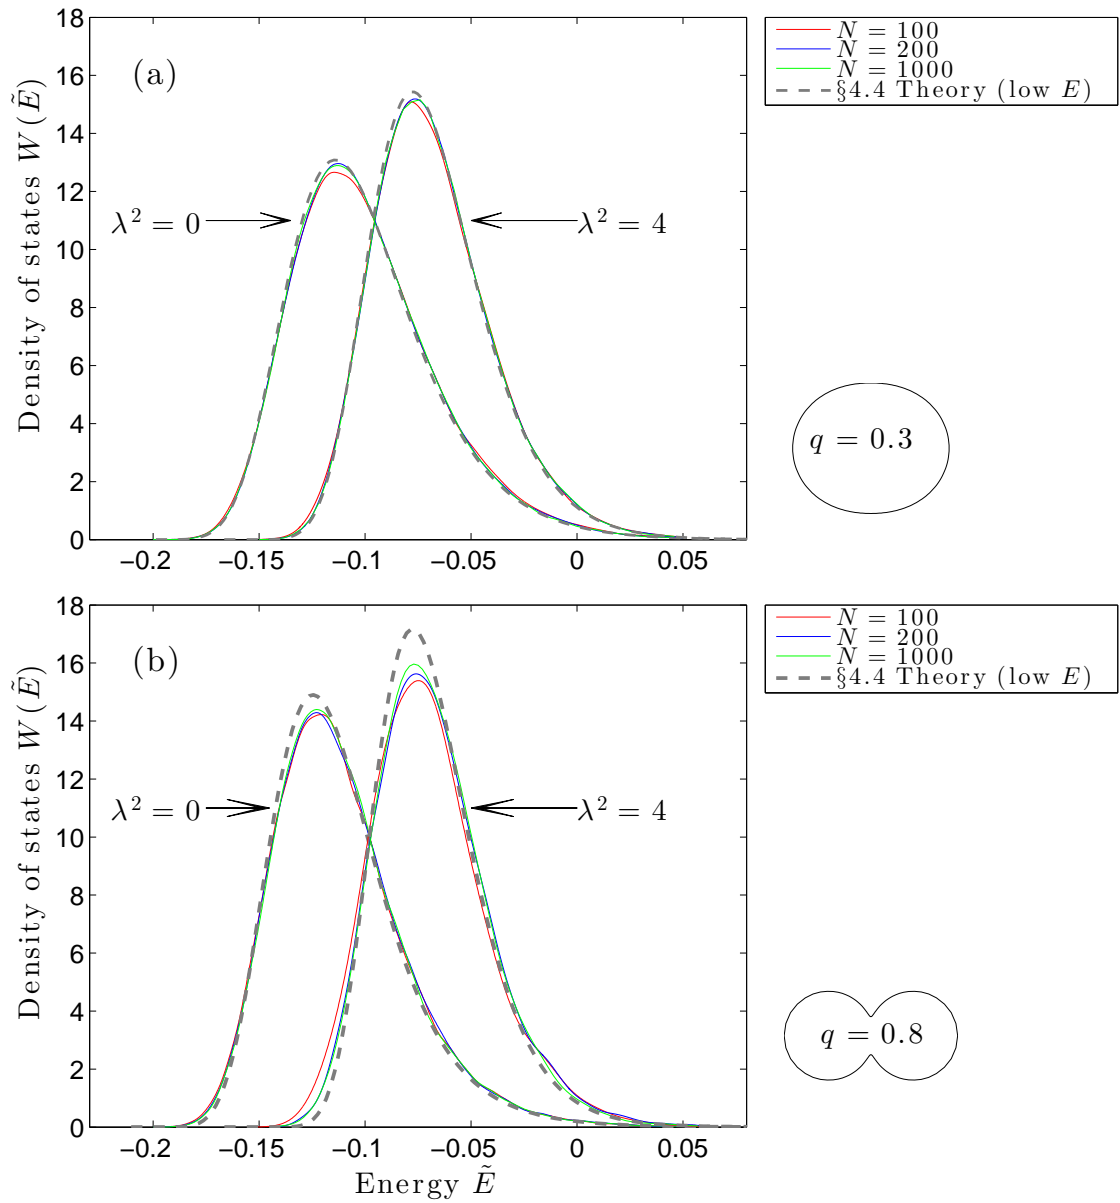 Density of states W(Ẽ)
18
16
14
12
10
8
6
4
2
0
(a)
λ² = 0
λ² = 4
−0.2 −0.15 −0.1 −0.05 0 0.05
N = 100
N = 200
N = 1000
§4.4 Theory (low E)
q = 0.3
Density of states W(Ẽ)
18
16
14
12
10
8
6
4
2
0
(b)
λ² = 0
λ² = 4
−0.2 −0.15 −0.1 −0.05 0 0.05
Energy Ẽ
N = 100
N = 200
N = 1000
§4.4 Theory (low E)
q = 0.8